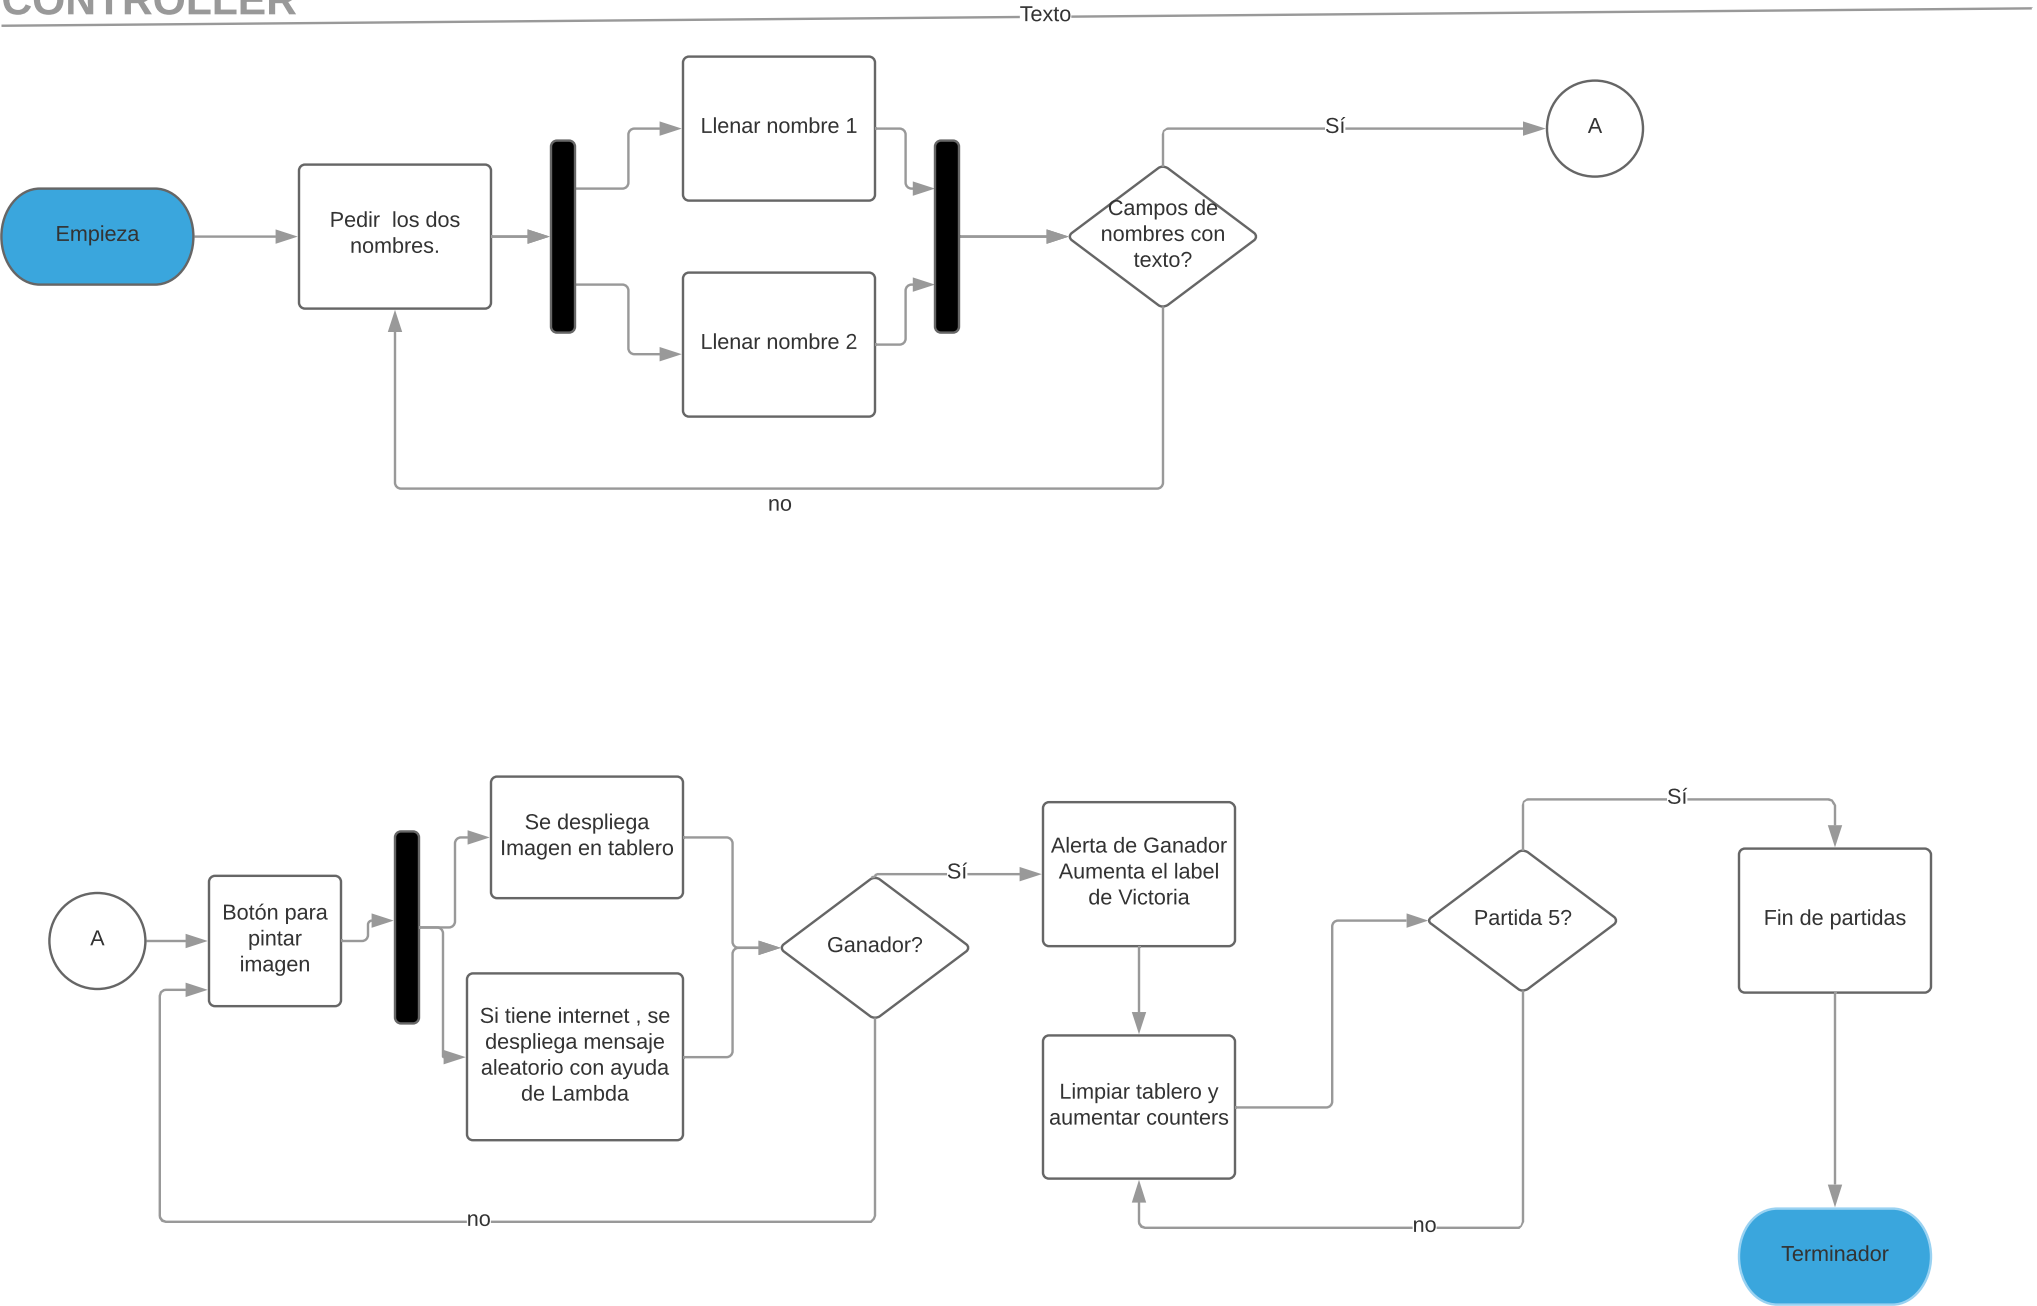 CONTROLLER
Texto
Empieza
Pedir  los dos
nombres.
Llenar nombre 1
Llenar nombre 2
Campos de
nombres con
texto?
Sí
A
no
A
Botón para
pintar
imagen
Se despliega
Imagen en tablero
Si tiene internet , se
despliega mensaje
aleatorio con ayuda
de Lambda
Ganador?
Sí
no
Alerta de Ganador
Aumenta el label
de Victoria
Limpiar tablero y
aumentar counters
Partida 5?
Sí
no
Fin de partidas
Terminador